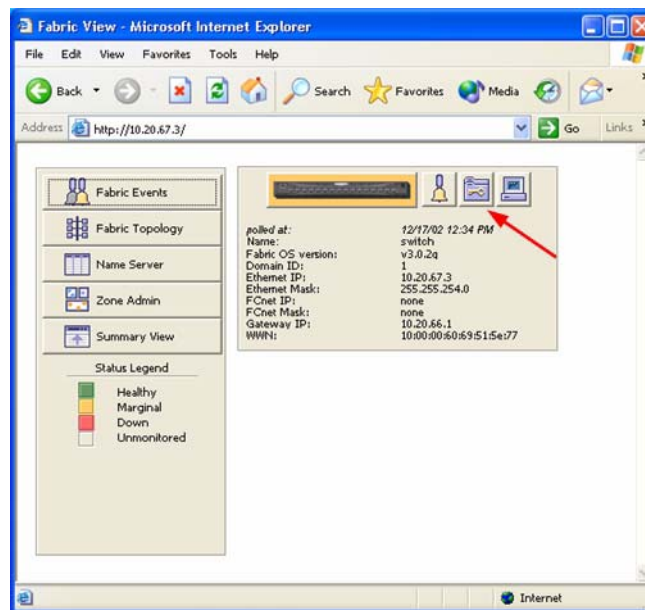 Fabric View - Microsoft Internet Explorer
File Edit View Favorites Tools Help
Back Search Favorites Media
Address http://10.20.67.3/ Go Links
Fabric Events
Fabric Topology
Name Server
Zone Admin
Summary View
Status Legend
Healthy
Marginal
Down
Unmonitored
polled at: 12/17/02 12:34 PM
Name: switch
Fabric OS version: v3.0.2q
Domain ID: 1
Ethernet IP: 10.20.67.3
Ethernet Mask: 255.255.254.0
FCnet IP: none
FCnet Mask: none
Gateway IP: 10.20.66.1
WWN: 10:00:00:60:69:51:5e:77
Internet